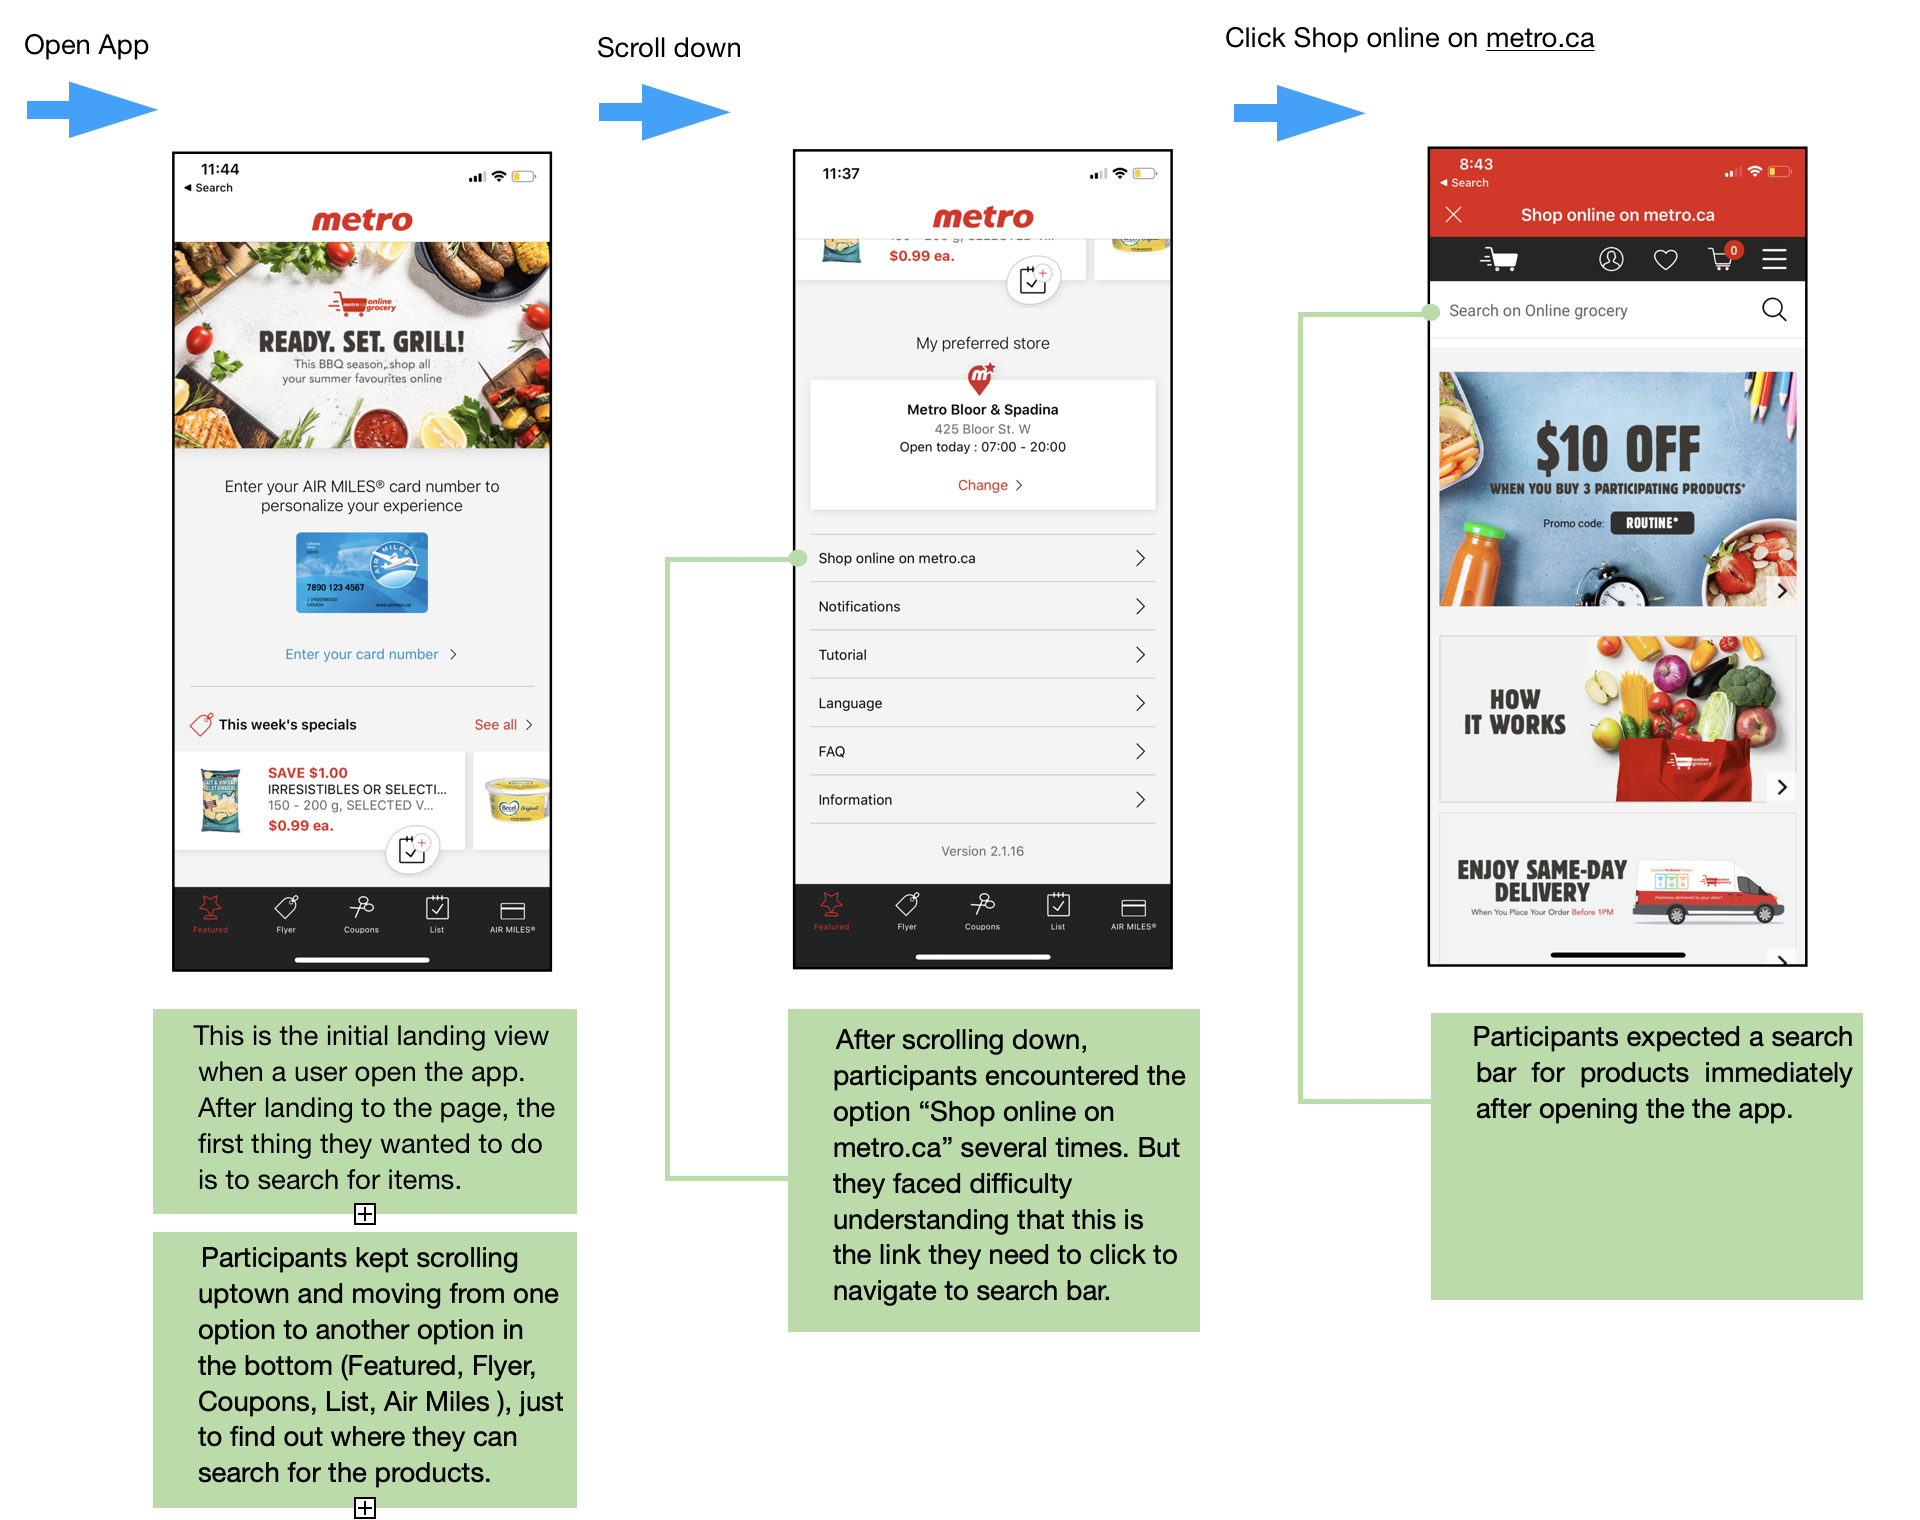 Open App
Scroll down
Click Shop online on metro.ca
11:44
Search
metro
metro online
grocery
READY. SET. GRILL!
This BBQ season, shop all
your summer favourites online
Enter your AIR MILES® card number to
personalize your experience
AIR MILES
7890 123 4567
J UNDERWOOD
CANADA
Enter your card number
This week's specials
See all
SAVE $1.00
IRRESISTIBLES OR SELECTI...
150 - 200 g, SELECTED V...
$0.99 ea.
Becel Original
Featured
Flyer
Coupons
List
AIR MILES®
11:37
metro
$0.99 ea.
My preferred store
m
Metro Bloor & Spadina
425 Bloor St. W
Open today : 07:00 - 20:00
Change
Shop online on metro.ca
Notifications
Tutorial
Language
FAQ
Information
Version 2.1.16
Featured
Flyer
Coupons
List
AIR MILES®
8:43
Search
Shop online on metro.ca
0
Search on Online grocery
$10 OFF
WHEN YOU BUY 3 PARTICIPATING PRODUCTS*
Promo code: ROUTINE*
HOW
IT WORKS
metro online
grocery
ENJOY SAME-DAY
DELIVERY
When You Place Your Order Before 1PM
This is the initial landing view
when a user open the app.
After landing to the page, the
first thing they wanted to do
is to search for items.
Participants kept scrolling
uptown and moving from one
option to another option in
the bottom (Featured, Flyer,
Coupons, List, Air Miles ), just
to find out where they can
search for the products.
After scrolling down,
participants encountered the
option “Shop online on
metro.ca” several times. But
they faced difficulty
understanding that this is
the link they need to click to
navigate to search bar.
Participants expected a search
bar for products immediately
after opening the the app.